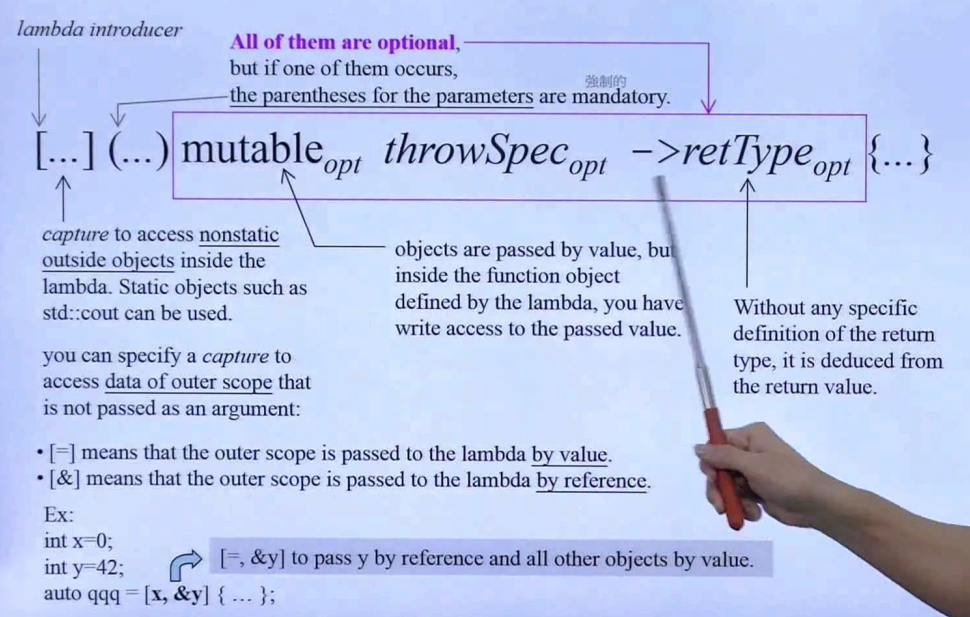 lambda introducer
All of them are optional,
but if one of them occurs,
強制的
the parentheses for the parameters are mandatory.
[...] (...) mutable opt throwSpec opt −>retType opt {...}
capture to access nonstatic
outside objects inside the
lambda. Static objects such as
std::cout can be used.
objects are passed by value, but
inside the function object
defined by the lambda, you have
write access to the passed value.
Without any specific
definition of the return
type, it is deduced from
the return value.
you can specify a capture to
access data of outer scope that
is not passed as an argument:
• [=] means that the outer scope is passed to the lambda by value.
• [&] means that the outer scope is passed to the lambda by reference.
Ex:
int x=0;
int y=42;
auto qqq = [x, &y] { ... };
[=, &y] to pass y by reference and all other objects by value.